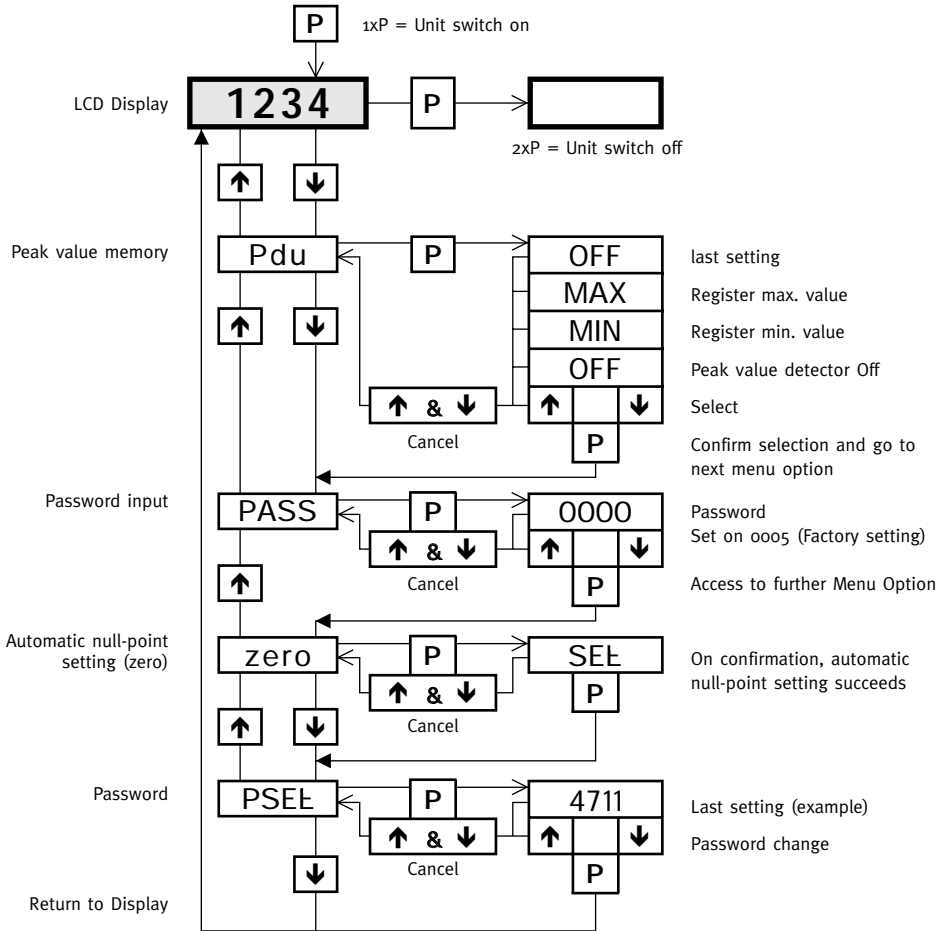 P 1xP = Unit switch on
LCD Display 1234 P
2xP = Unit switch off
↑ ↓
Peak value memory Pdu P OFF last setting
MAX Register max. value
↑ ↓ MIN Register min. value
OFF Peak value detector Off
↑ & ↓ ↑ ↓ Select
Cancel P Confirm selection and go to
next menu option
Password input PASS P 0000 Password
Set on 0005 (Factory setting)
↑ & ↓ ↑ ↓
Cancel
↑ P Access to further Menu Option
Automatic null-point
setting (zero) zero P SEt On confirmation, automatic
null-point setting succeeds
↑ & ↓ P
Cancel
↑ ↓
Password PSEt P 4711 Last setting (example)
↑ & ↓ ↑ ↓ Password change
Cancel
↓ P
Return to Display